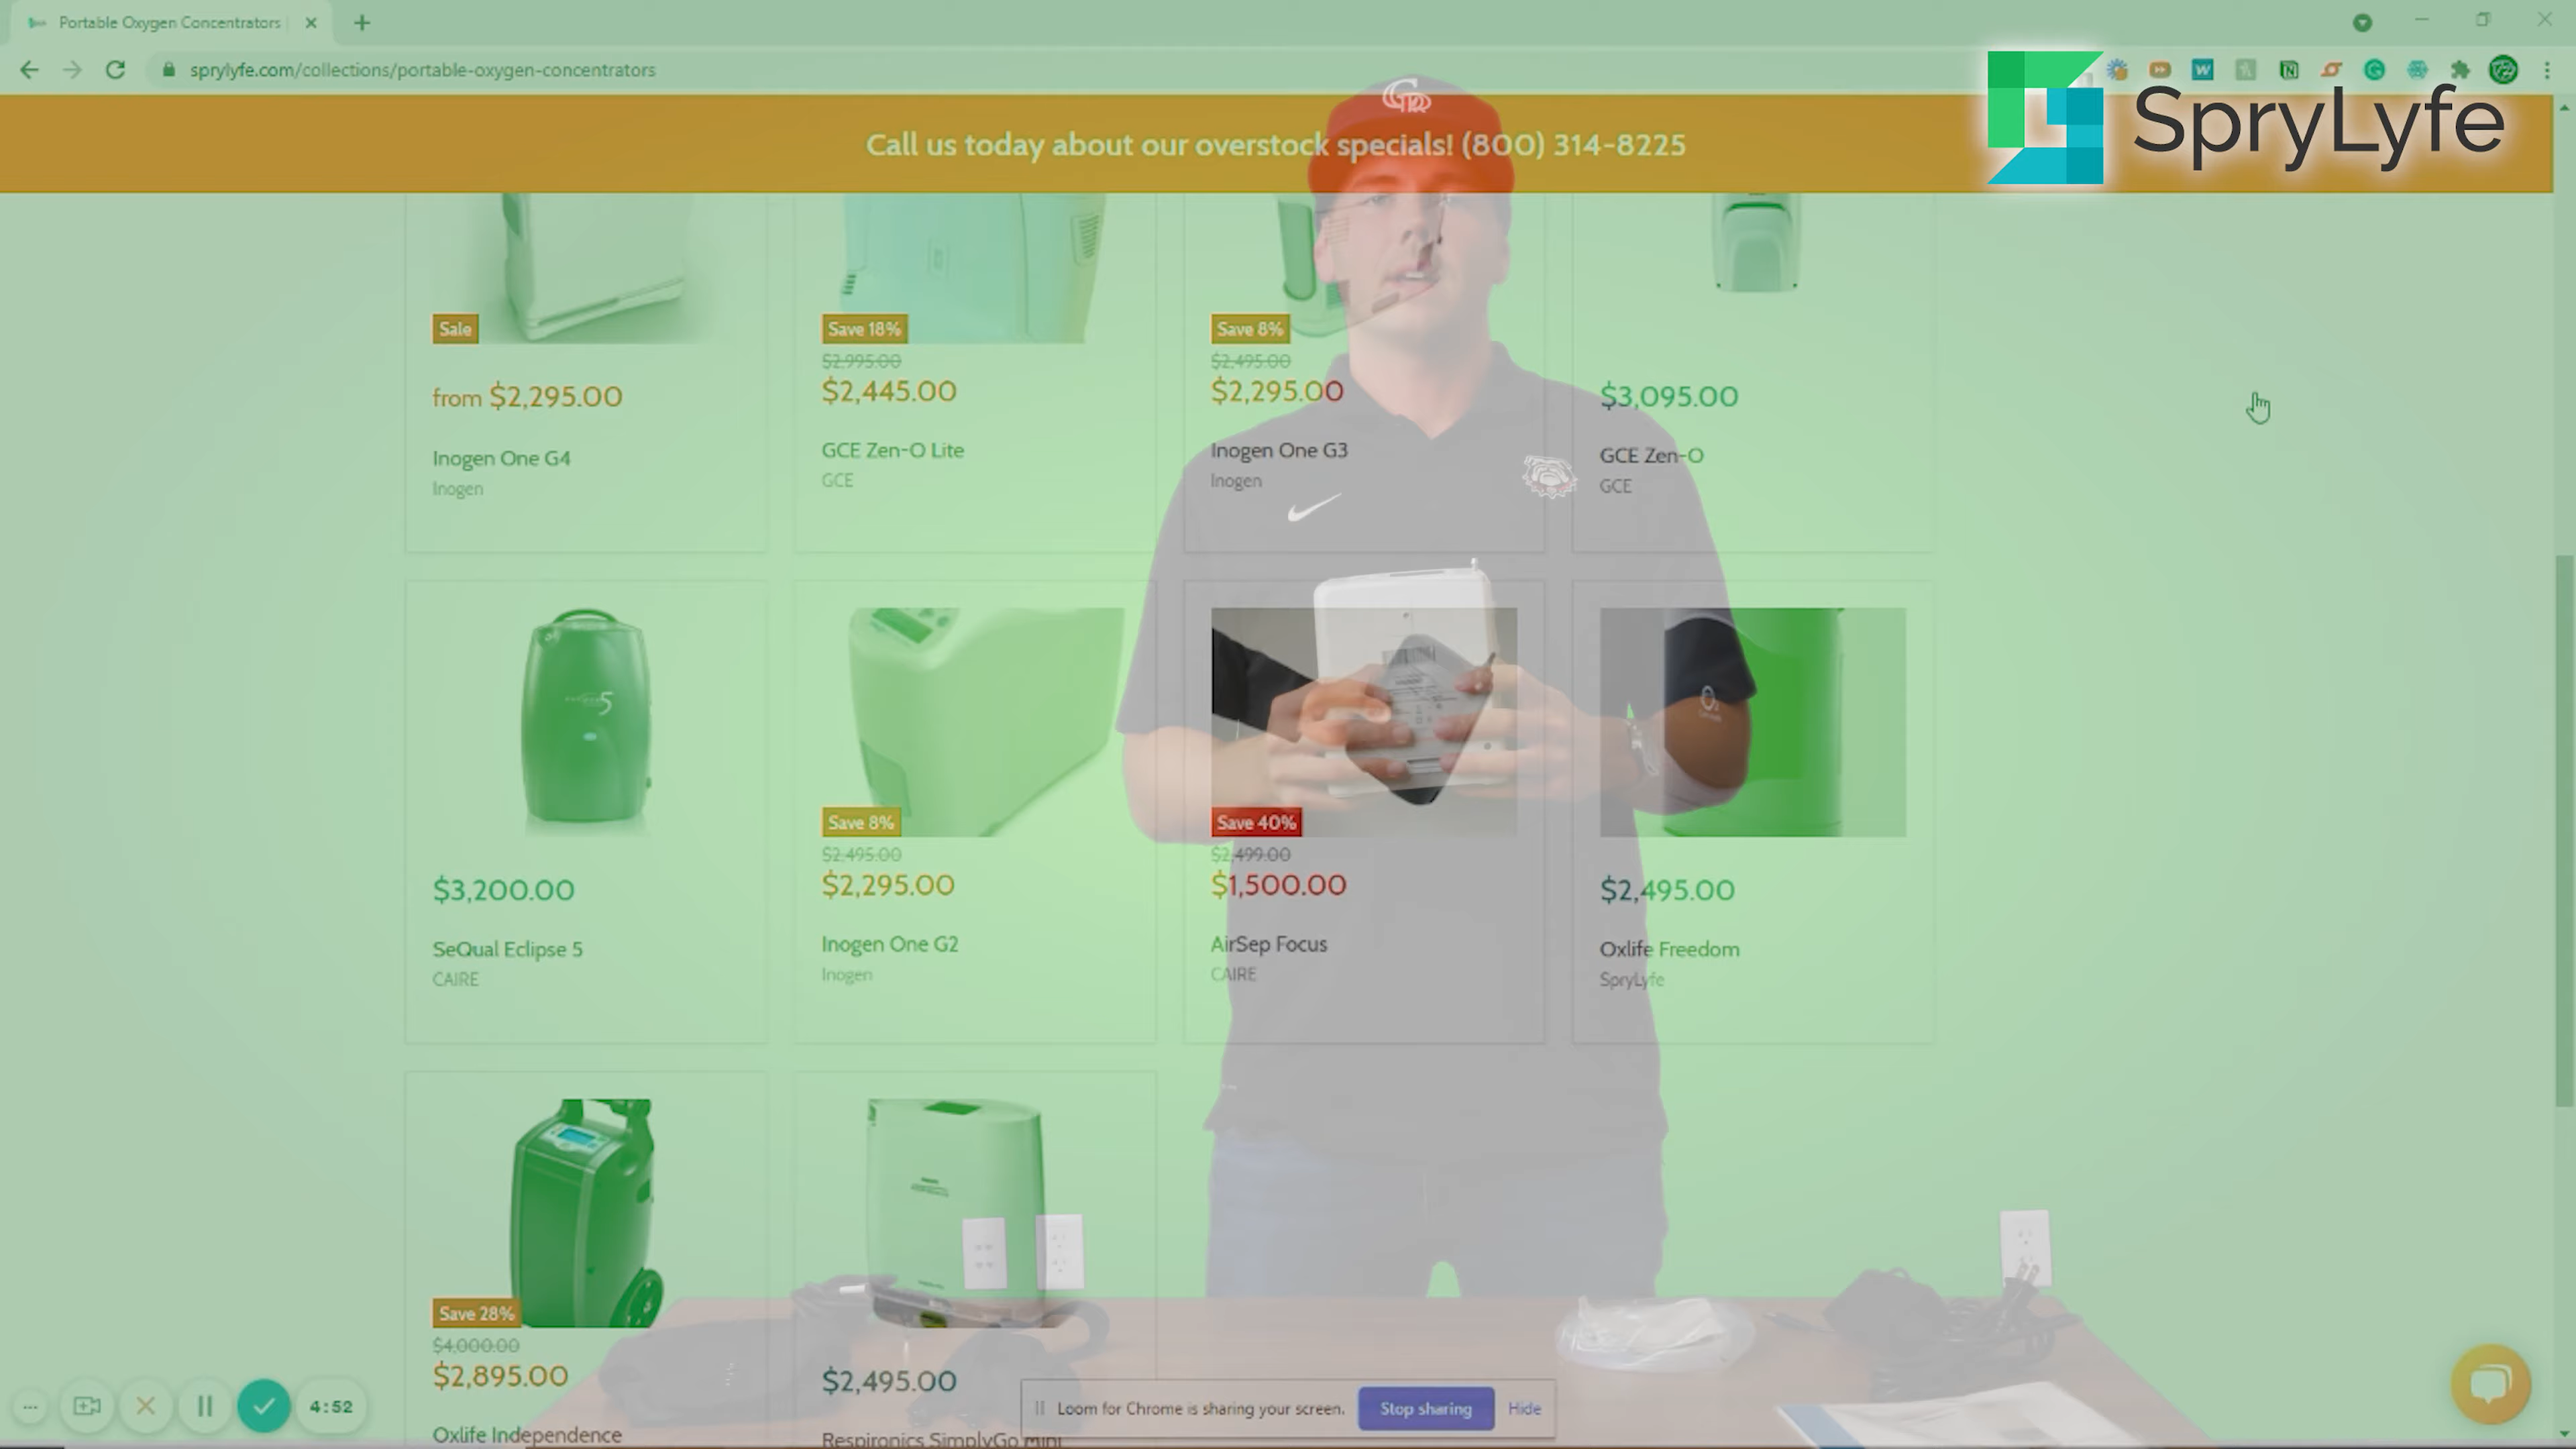 Portable Oxygen Concentrators
sprylyfe.com/collections/portable-oxygen-concentrators
SpryLyfe
Call us today about our overstock specials! (800) 314-8225
Sale
from $2,295.00
Inogen One G4
Inogen
Save 18%
$2,995.00
$2,445.00
GCE Zen-O Lite
GCE
Save 8%
$2,495.00
$2,295.00
Inogen One G3
Inogen
$3,095.00
GCE Zen-O
GCE
5
$3,200.00
SeQual Eclipse 5
CAIRE
Save 8%
$2,495.00
$2,295.00
Inogen One G2
Inogen
Save 40%
$2,499.00
$1,500.00
AirSep Focus
CAIRE
$2,495.00
Oxlife Freedom
SpryLyfe
Save 28%
$4,000.00
$2,895.00
Oxlife Independence
$2,495.00
Respironics SimplyGo Mini
4:52
Loom for Chrome is sharing your screen.
Stop sharing
Hide